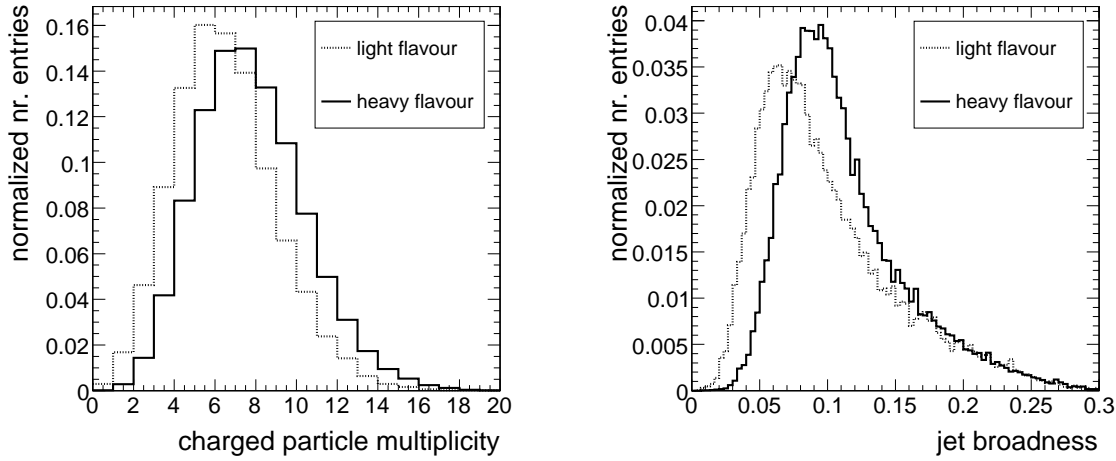 normalized nr. entries
0.16
0.14
0.12
0.1
0.08
0.06
0.04
0.02
0
light flavour
heavy flavour
0 2 4 6 8 10 12 14 16 18 20
charged particle multiplicity
normalized nr. entries
0.04
0.035
0.03
0.025
0.02
0.015
0.01
0.005
0
light flavour
heavy flavour
0 0.05 0.1 0.15 0.2 0.25 0.3
jet broadness